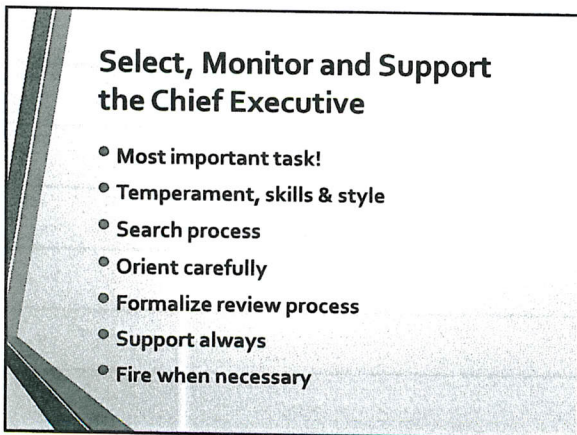 Select, Monitor and Support
the Chief Executive
• Most important task!
• Temperament, skills & style
• Search process
• Orient carefully
• Formalize review process
• Support always
• Fire when necessary